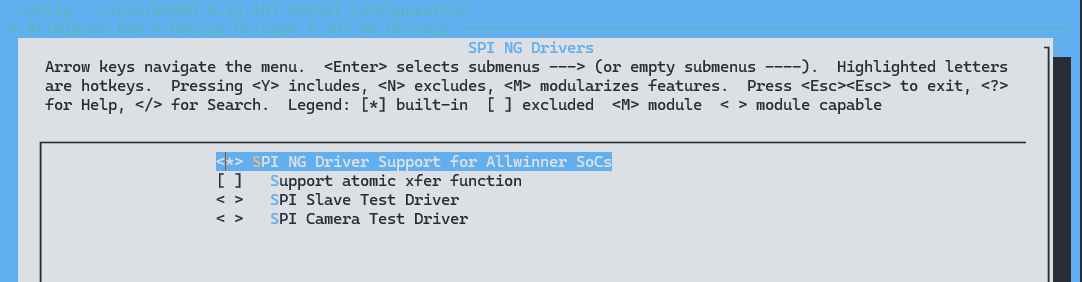 .config - Linux/arm64 5.15.147 Kernel Configuration
> Allwinner BSP > Device Drivers > SPI NG Drivers
SPI NG Drivers
Arrow keys navigate the menu.  <Enter> selects submenus ---> (or empty submenus ----).  Highlighted letters
are hotkeys.  Pressing <Y> includes, <N> excludes, <M> modularizes features.  Press <Esc><Esc> to exit, <?>
for Help, </> for Search.  Legend: [*] built-in  [ ] excluded  <M> module  < > module capable
<*> SPI NG Driver Support for Allwinner SoCs
[ ]   Support atomic xfer function
< >   SPI Slave Test Driver
< >   SPI Camera Test Driver